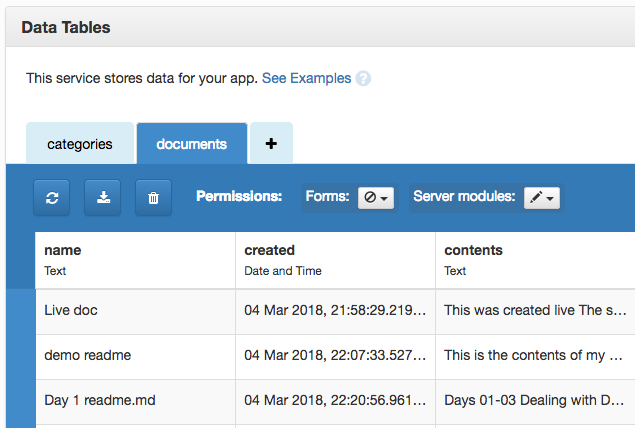 Data Tables
This service stores data for your app. See Examples ?
categories documents +
Permissions: Forms: Server modules:
name created contents
Text Date and Time Text
Live doc 04 Mar 2018, 21:58:29.219... This was created live The s...
demo readme 04 Mar 2018, 22:07:33.527... This is the contents of my ...
Day 1 readme.md 04 Mar 2018, 22:20:56.961... Days 01-03 Dealing with D...